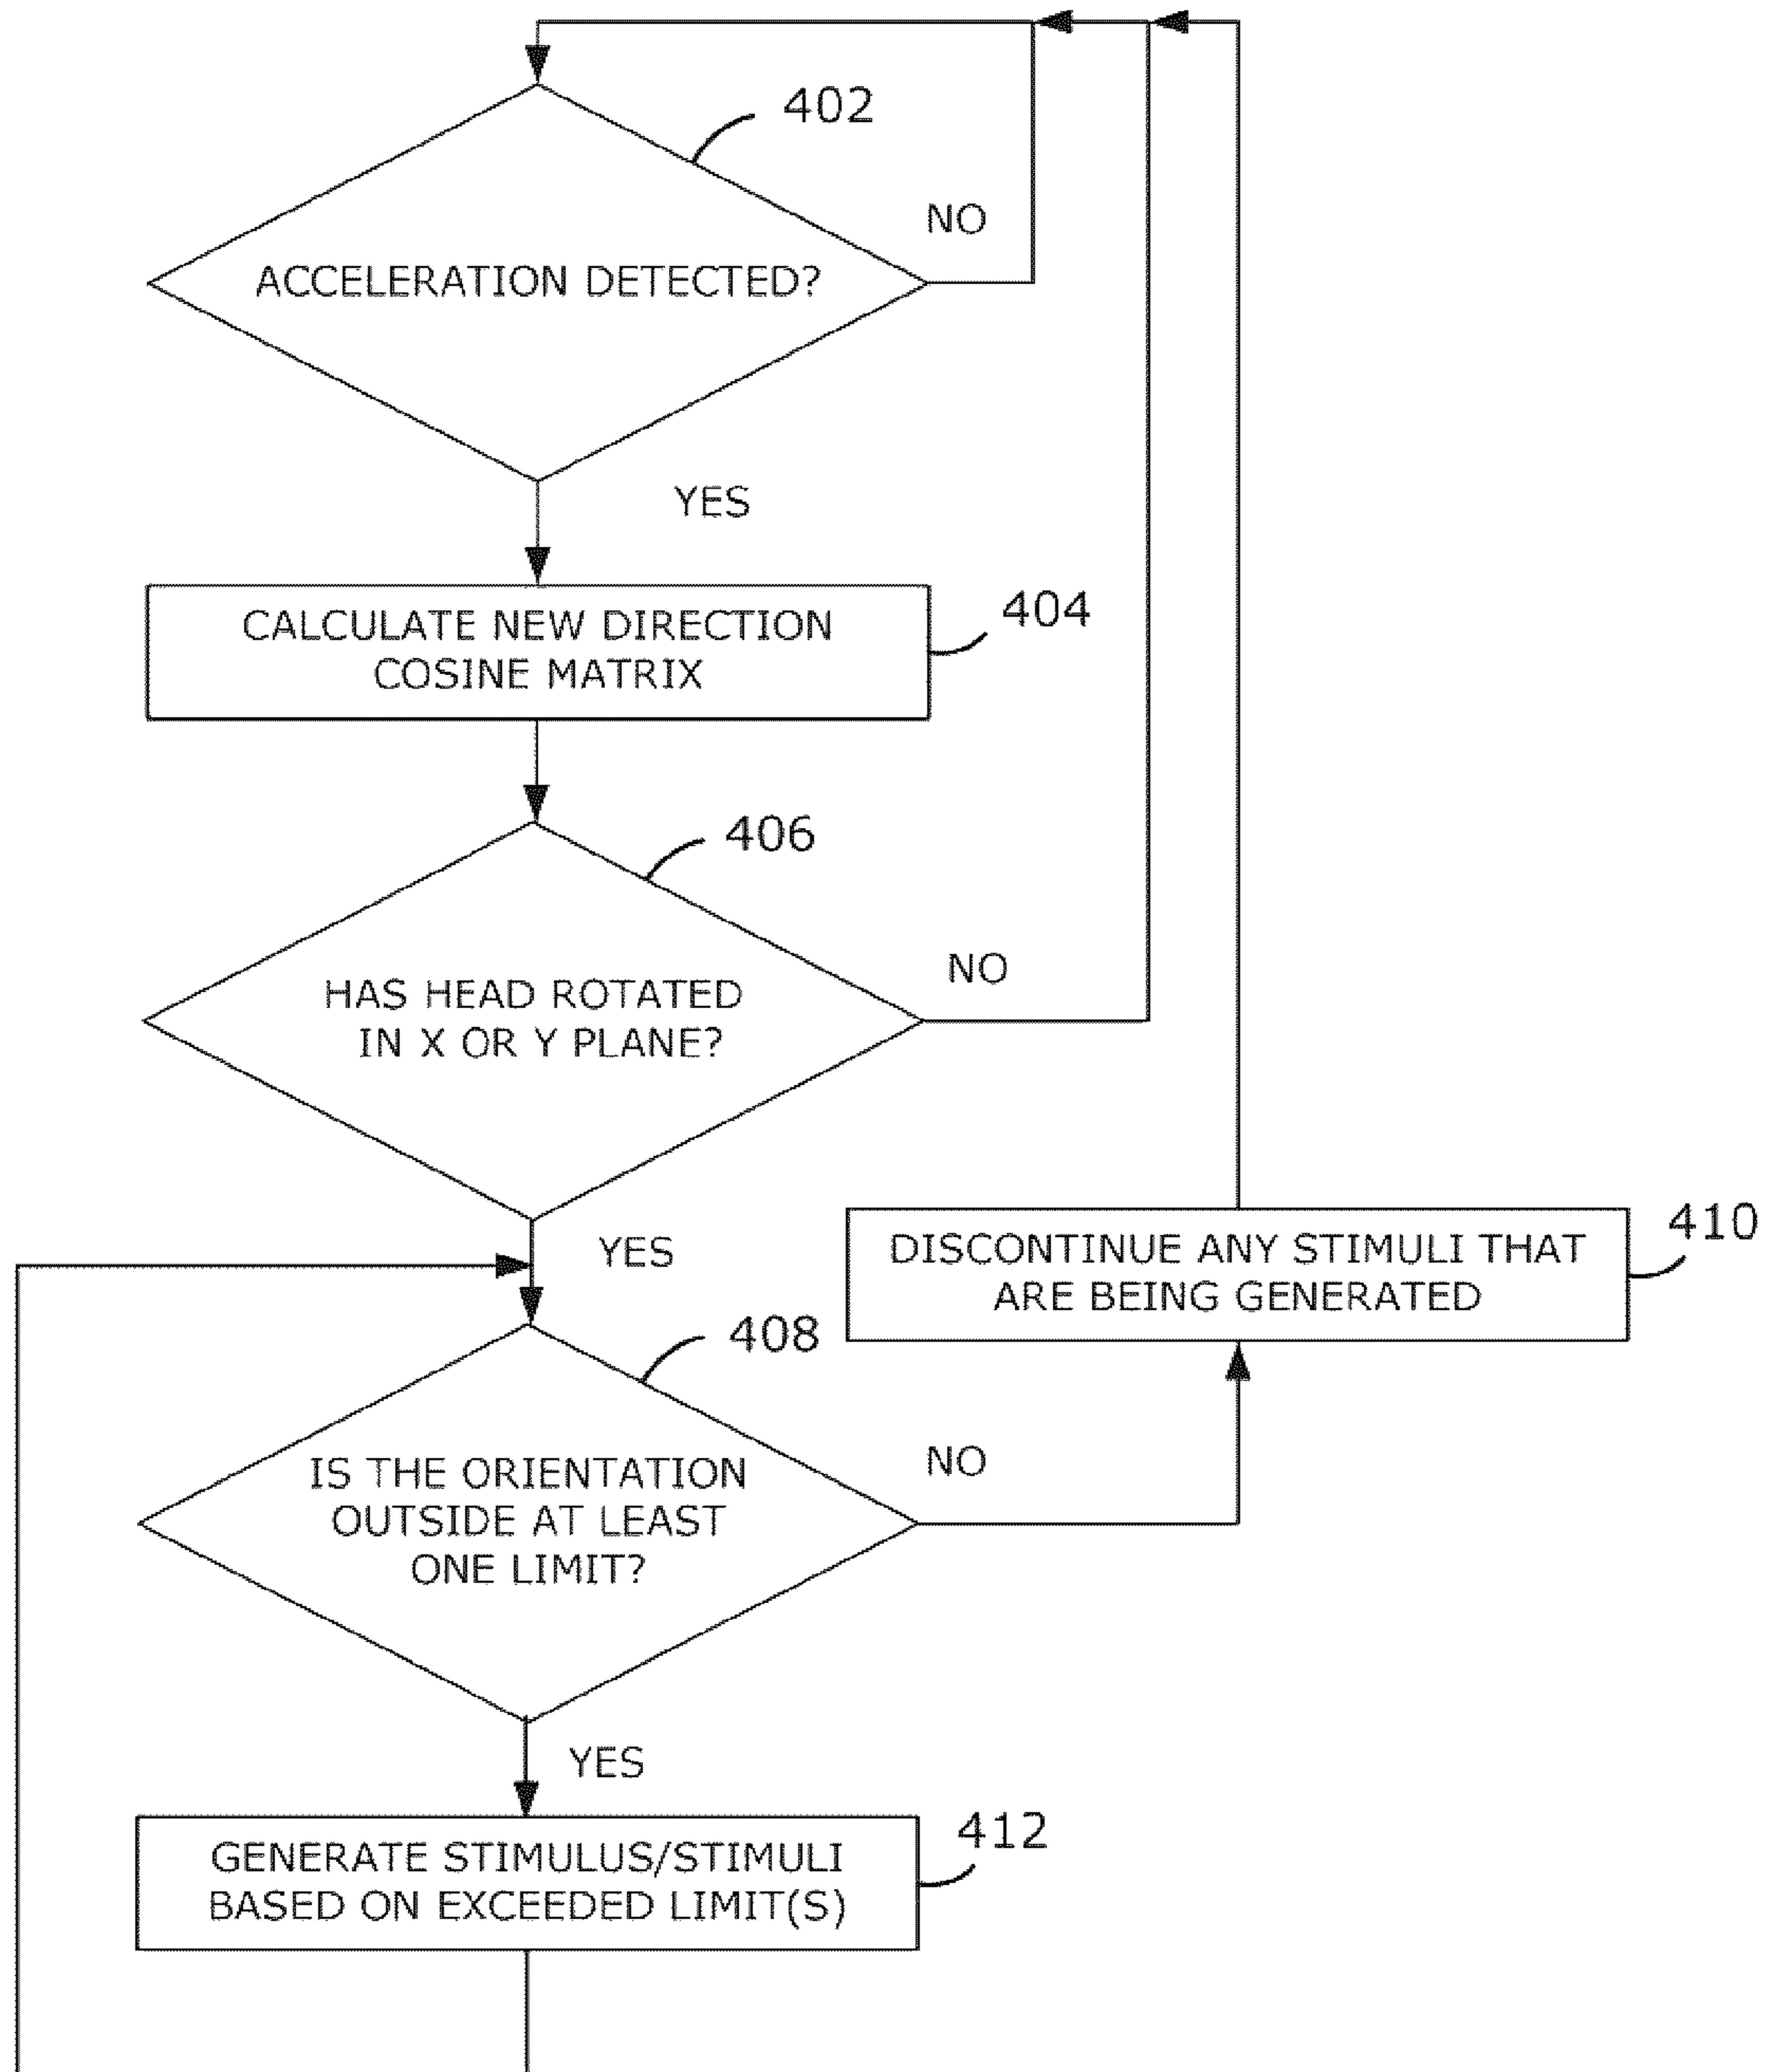 402
NO
ACCELERATION DETECTED?
YES
CALCULATE NEW DIRECTION
COSINE MATRIX
404
406
NO
HAS HEAD ROTATED
IN X OR Y PLANE?
YES
DISCONTINUE ANY STIMULI THAT
ARE BEING GENERATED
410
408
NO
IS THE ORIENTATION
OUTSIDE AT LEAST
ONE LIMIT?
YES
GENERATE STIMULUS/STIMULI
BASED ON EXCEEDED LIMIT(S)
412